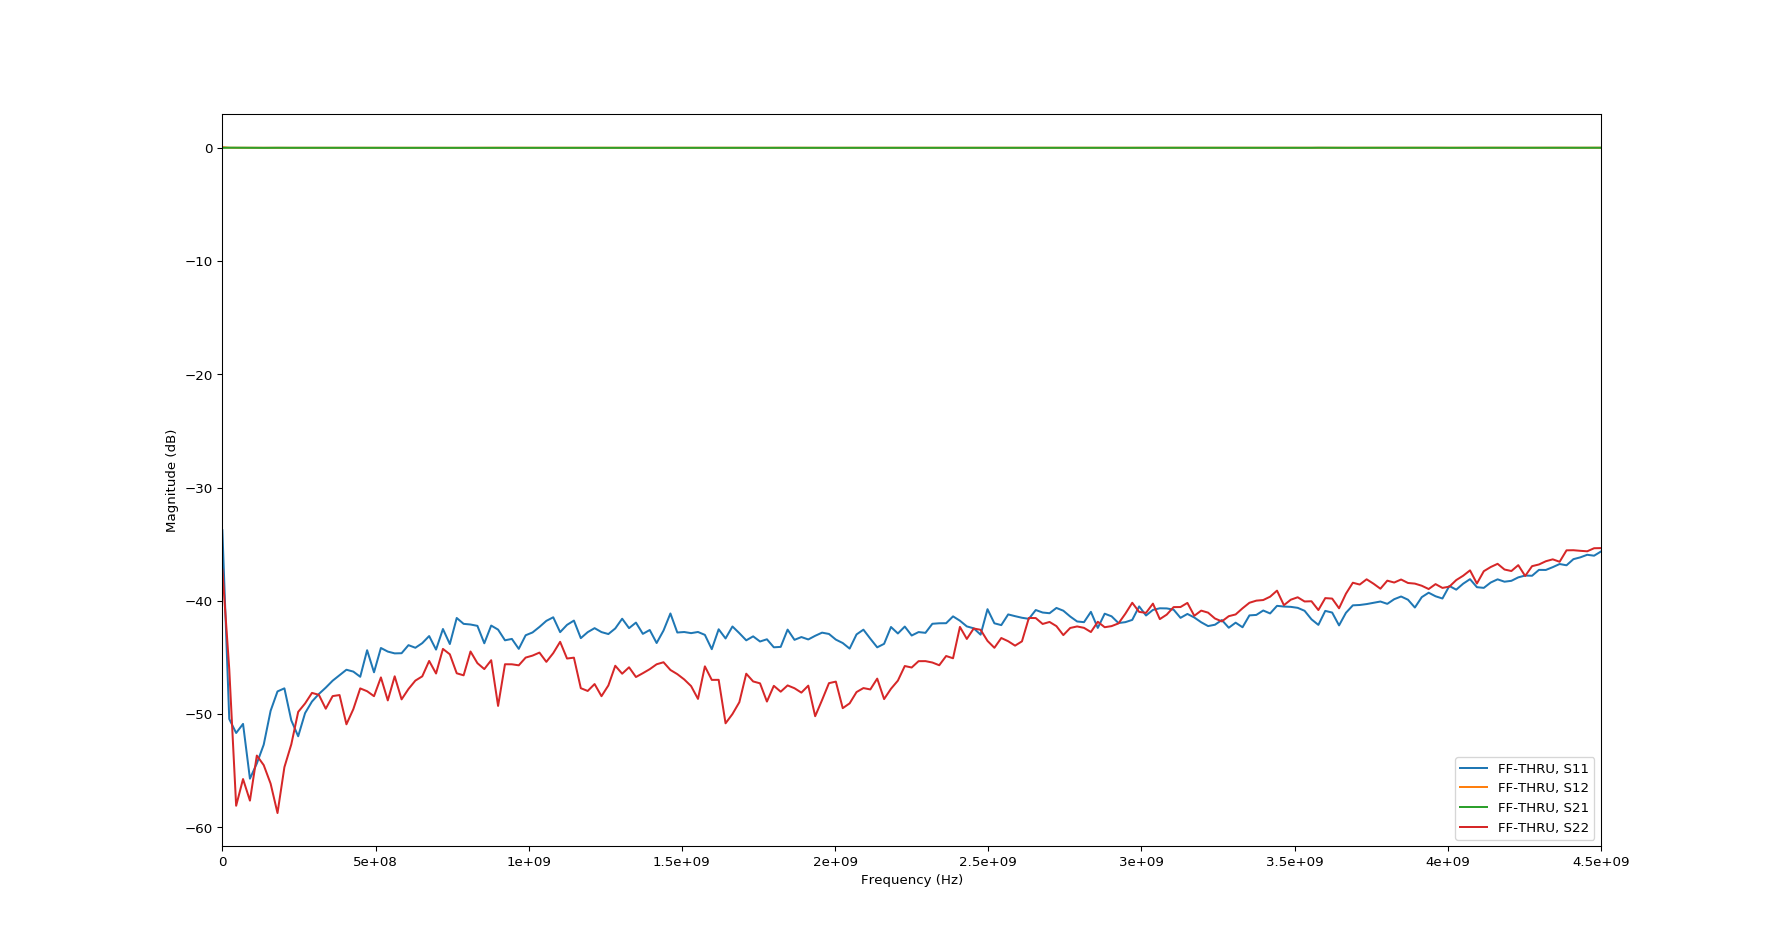 0
−10
−20
−30
−40
−50
−60
Magnitude (dB)
0 5e+08 1e+09 1.5e+09 2e+09 2.5e+09 3e+09 3.5e+09 4e+09 4.5e+09
Frequency (Hz)
FF-THRU, S11
FF-THRU, S12
FF-THRU, S21
FF-THRU, S22